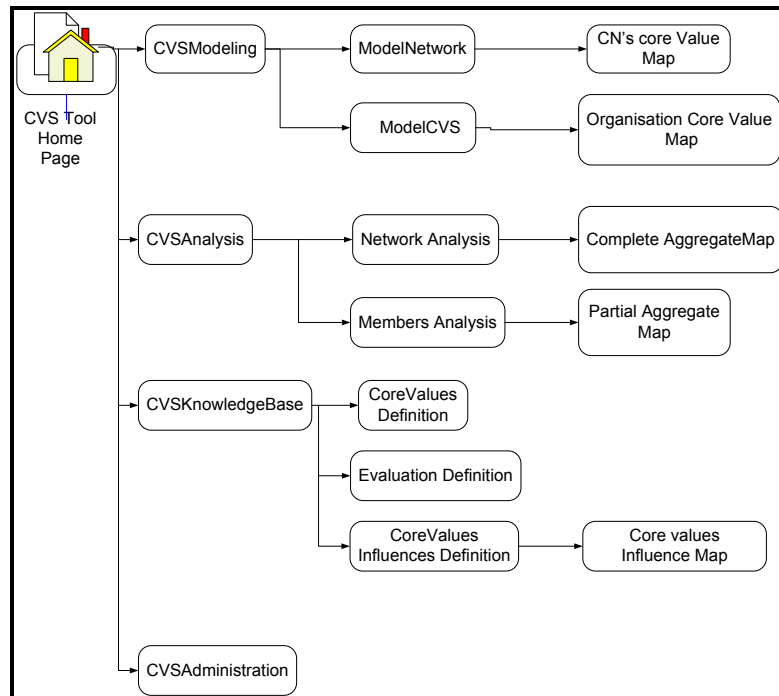 CVS Tool
Home
Page
CVSModeling
ModelNetwork
CN's core Value
Map
ModelCVS
Organisation Core Value
Map
CVSAnalysis
Network Analysis
Complete AggregateMap
Members Analysis
Partial Aggregate
Map
CVSKnowledgeBase
CoreValues
Definition
Evaluation Definition
CoreValues
Influences Definition
Core values
Influence Map
CVSAdministration